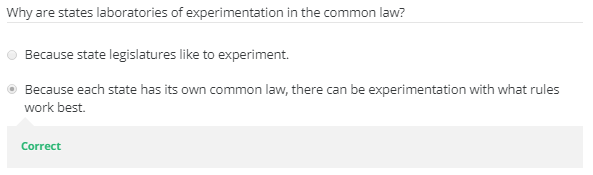 Why are states laboratories of experimentation in the common law?
Because state legislatures like to experiment.
Because each state has its own common law, there can be experimentation with what rules
work best.
Correct